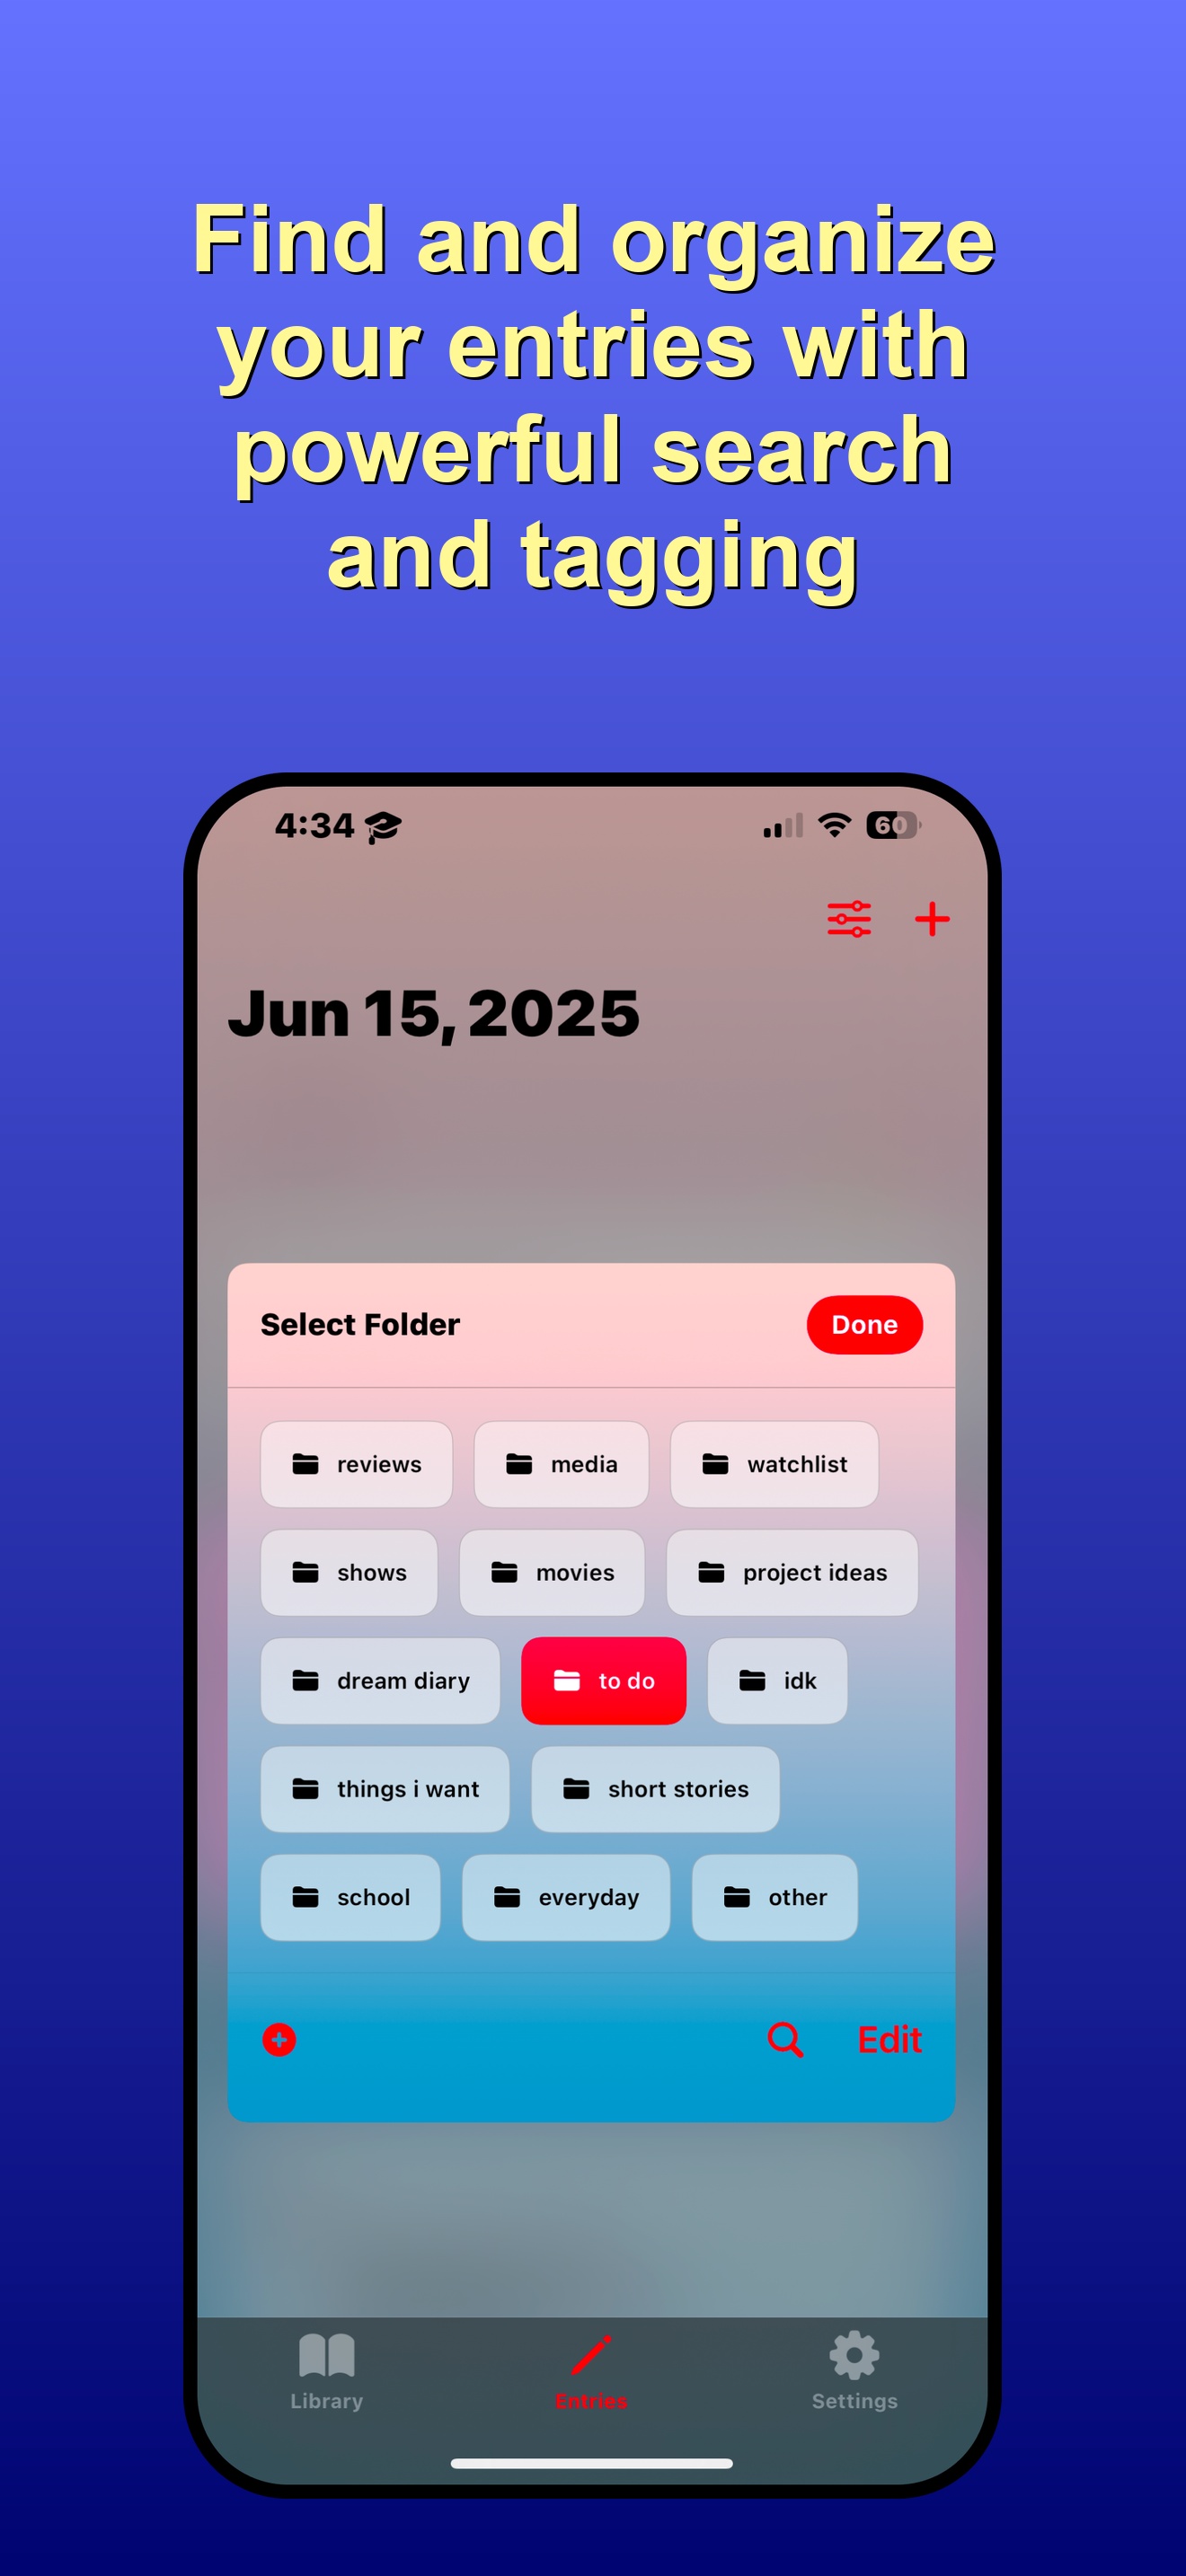 Find and organize
your entries with
powerful search
and tagging
4:34
60
Jun 15, 2025
Select Folder
Done
reviews
media
watchlist
shows
movies
project ideas
dream diary
to do
idk
things i want
short stories
school
everyday
other
Edit
Library
Entries
Settings